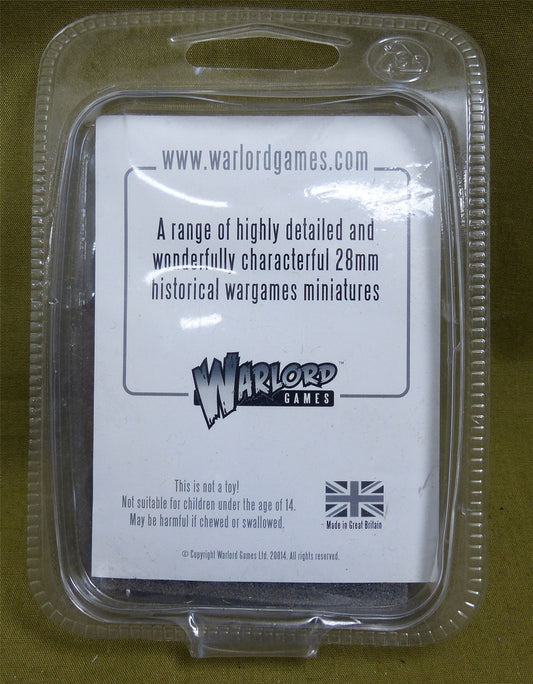 www.warlordgames.com
A range of highly detailed and
wonderfully characterful 28mm
historical wargames miniatures
WARLORD™
GAMES
This is not a toy!
Not suitable for children under the age of 14.
May be harmful if chewed or swallowed.
Made in Great Britain
© Copyright Warlord Games Ltd. 20014. All rights reserved.